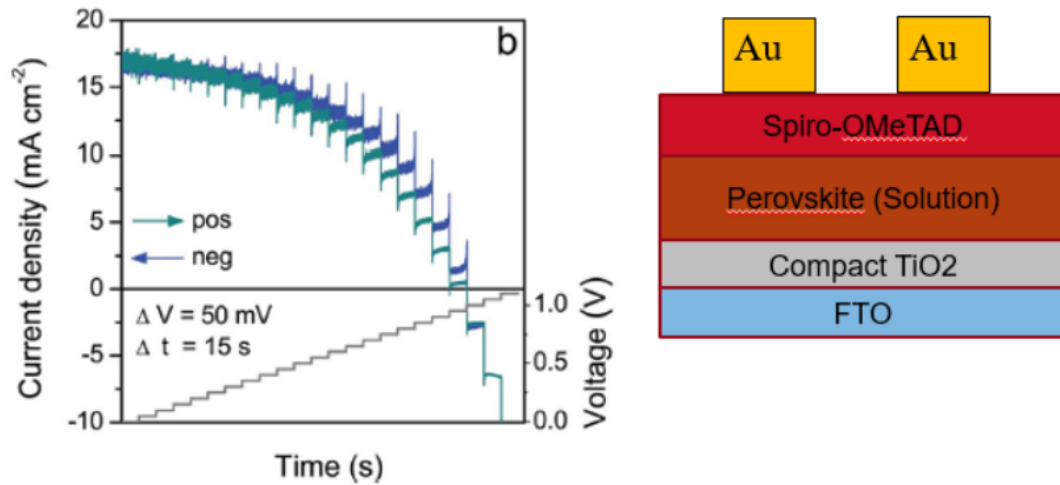 b
20
15
10
5
0
-5
-10
Current density (mA cm-2)
pos
neg
Δ V = 50 mV
Δ t = 15 s
1.0
0.5
0.0
Voltage (V)
Time (s)
Au
Au
Spiro-OMeTAD
Perovskite (Solution)
Compact TiO2
FTO